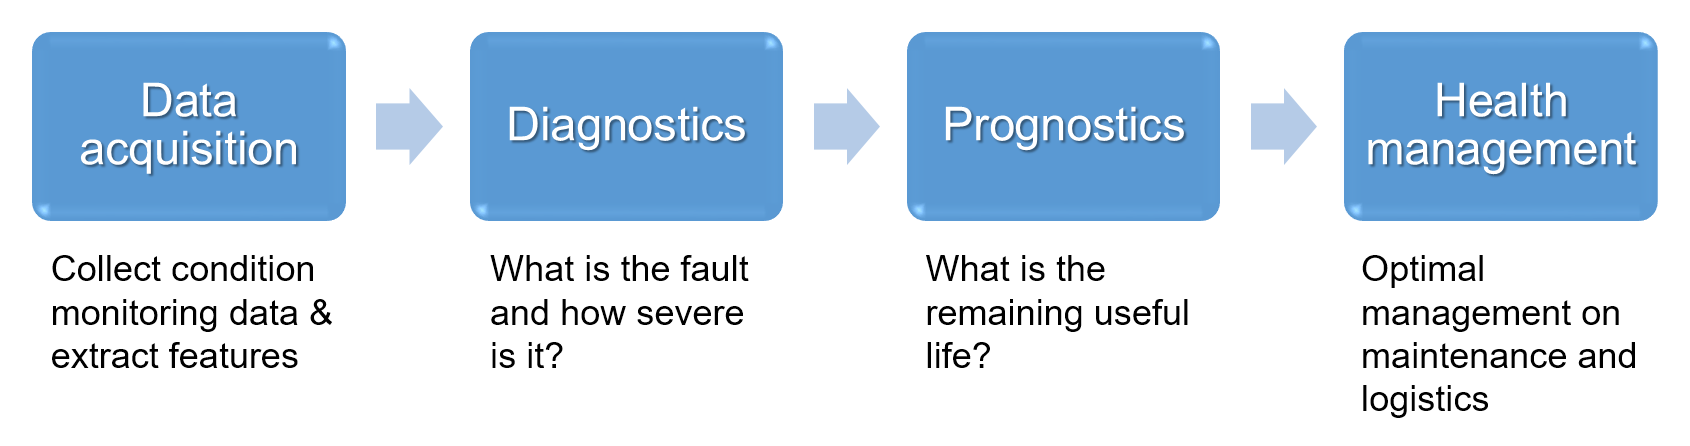 Data
acquisition
Diagnostics
Prognostics
Health
management
Collect condition
monitoring data &
extract features
What is the fault
and how severe
is it?
What is the
remaining useful
life?
Optimal
management on
maintenance and
logistics